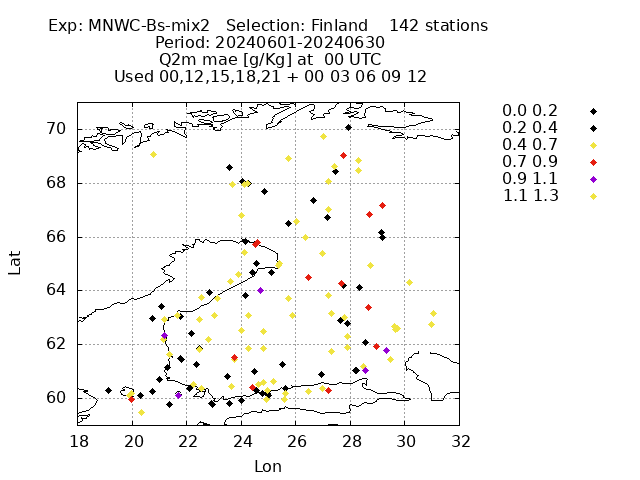 Exp: MNWC-Bs-mix2 Selection: Finland 142 stations
Period: 20240601-20240630
Q2m mae [g/Kg] at 00 UTC
Used 00,12,15,18,21 + 00 03 06 09 12
0.0 0.2
0.2 0.4
0.4 0.7
0.7 0.9
0.9 1.1
1.1 1.3
70
68
66
64
62
60
Lat
18 20 22 24 26 28 30 32
Lon